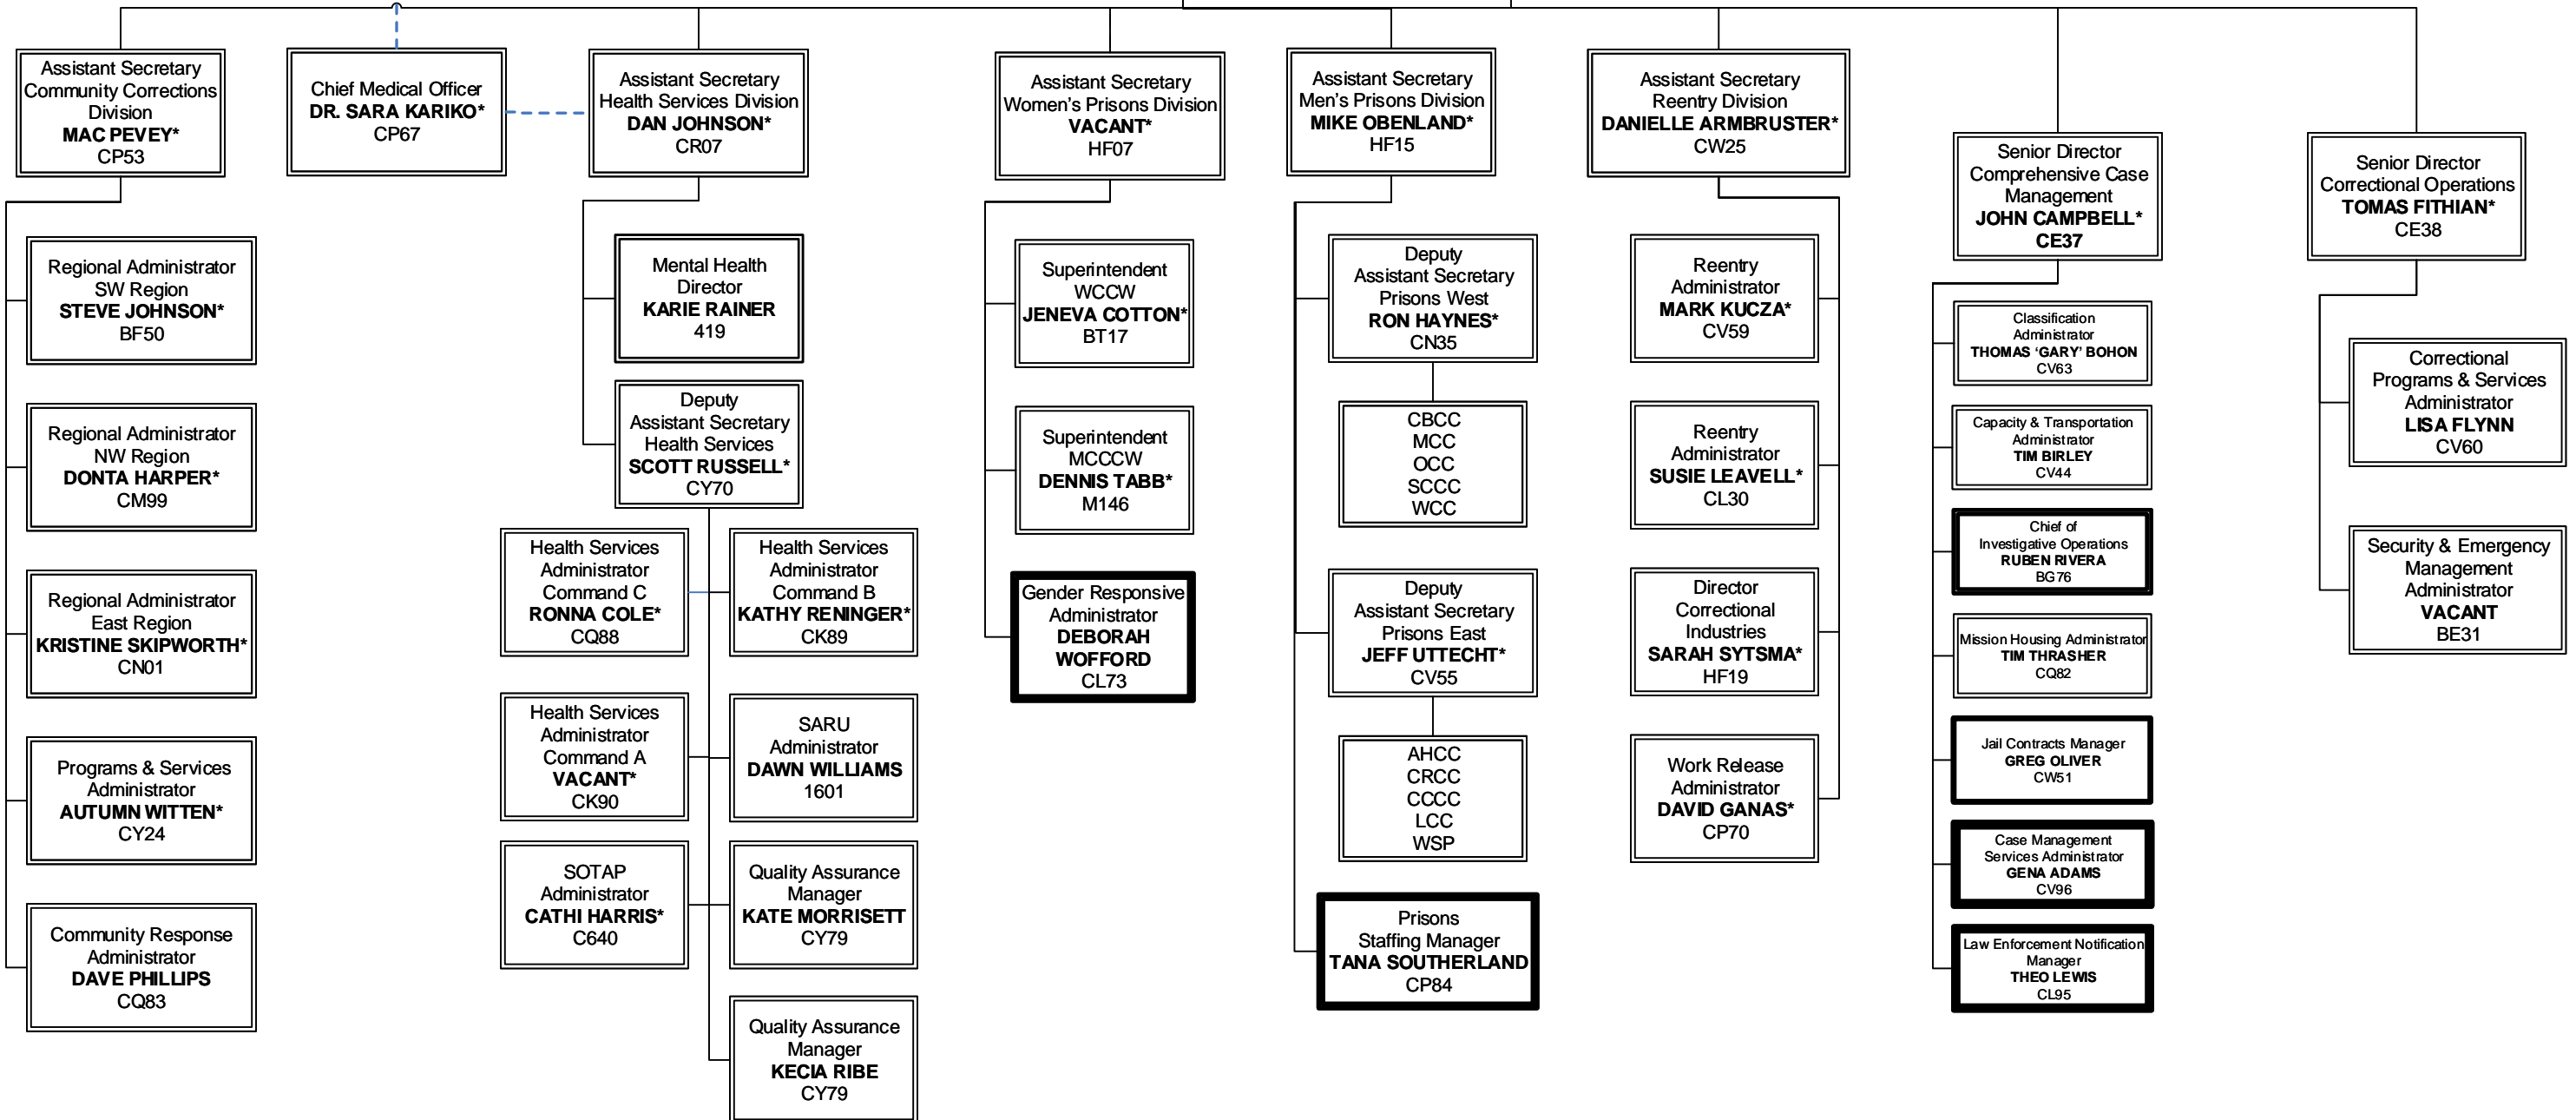 Assistant Secretary
Community Corrections
Division
MAC PEVEY*
CP53
Chief Medical Officer
DR. SARA KARIKO*
CP67
Assistant Secretary
Health Services Division
DAN JOHNSON*
CR07
Assistant Secretary
Women's Prisons Division
VACANT*
HF07
Assistant Secretary
Men's Prisons Division
MIKE OBENLAND*
HF15
Assistant Secretary
Reentry Division
DANIELLE ARMBRUSTER*
CW25
Senior Director
Comprehensive Case
Management
JOHN CAMPBELL*
CE37
Senior Director
Correctional Operations
TOMAS FITHIAN*
CE38
Regional Administrator
SW Region
STEVE JOHNSON*
BF50
Regional Administrator
NW Region
DONTA HARPER*
CM99
Regional Administrator
East Region
KRISTINE SKIPWORTH*
CN01
Programs & Services
Administrator
AUTUMN WITTEN*
CY24
Community Response
Administrator
DAVE PHILLIPS
CQ83
Mental Health
Director
KARIE RAINER
419
Deputy
Assistant Secretary
Health Services
SCOTT RUSSELL*
CY70
Health Services
Administrator
Command C
RONNA COLE*
CQ88
Health Services
Administrator
Command B
KATHY RENINGER*
CK89
Health Services
Administrator
Command A
VACANT*
CK90
SARU
Administrator
DAWN WILLIAMS
1601
SOTAP
Administrator
CATHI HARRIS*
C640
Quality Assurance
Manager
KATE MORRISETT
CY79
Quality Assurance
Manager
KECIA RIBE
CY79
Superintendent
WCCW
JENEVA COTTON*
BT17
Superintendent
MCCCW
DENNIS TABB*
M146
Gender Responsive
Administrator
DEBORAH
WOFFORD
CL73
Deputy
Assistant Secretary
Prisons West
RON HAYNES*
CN35
CBCC
MCC
OCC
SCCC
WCC
Deputy
Assistant Secretary
Prisons East
JEFF UTTECHT*
CV55
AHCC
CRCC
CCCC
LCC
WSP
Prisons
Staffing Manager
TANA SOUTHERLAND
CP84
Reentry
Administrator
MARK KUCZA*
CV59
Reentry
Administrator
SUSIE LEAVELL*
CL30
Director
Correctional
Industries
SARAH SYTSMA*
HF19
Work Release
Administrator
DAVID GANAS*
CP70
Classification
Administrator
THOMAS 'GARY' BOHON
CV63
Capacity & Transportation
Administrator
TIM BIRLEY
CV44
Chief of
Investigative Operations
RUBEN RIVERA
BG76
Mission Housing Administrator
TIM THRASHER
CQ82
Jail Contracts Manager
GREG OLIVER
CW51
Case Management
Services Administrator
GENA ADAMS
CV96
Law Enforcement Notification
Manager
THEO LEWIS
CL95
Correctional
Programs & Services
Administrator
LISA FLYNN
CV60
Security & Emergency
Management
Administrator
VACANT
BE31